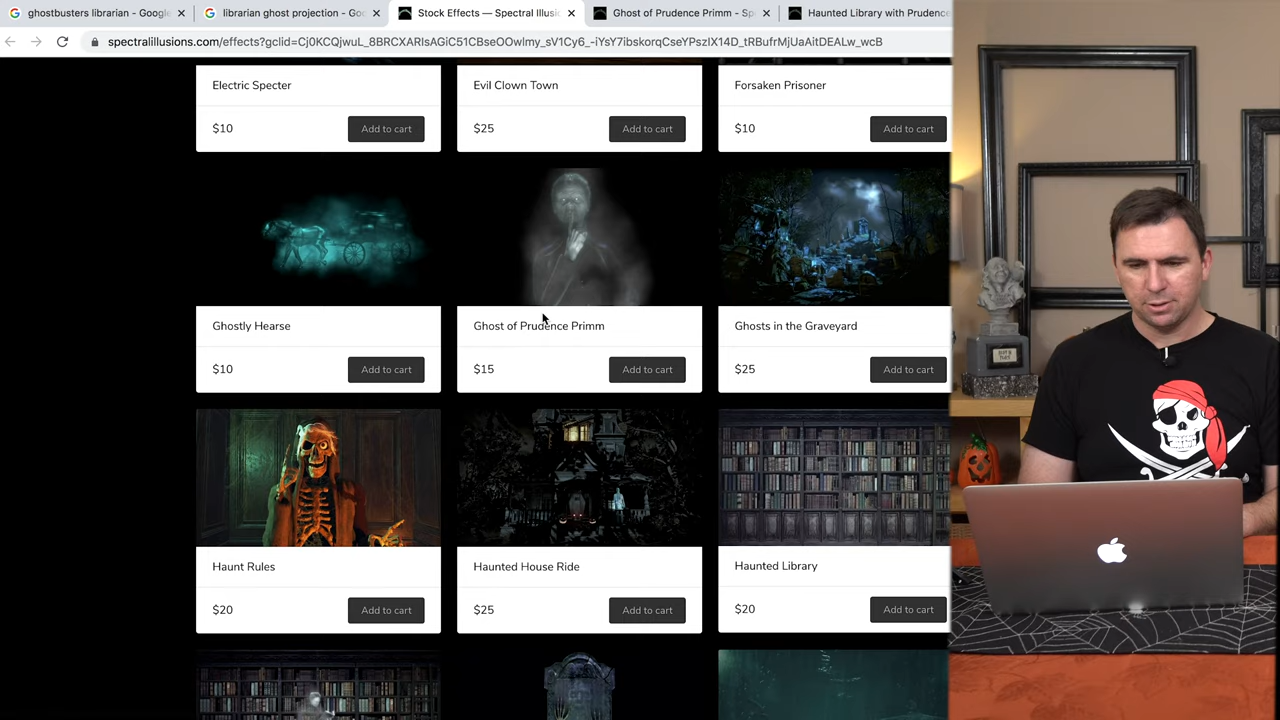 ghostbusters librarian - Google
librarian ghost projection - Goo
Stock Effects — Spectral Illusi
Ghost of Prudence Primm - Sp
Haunted Library with Prudence
spectralillusions.com/effects?gclid=Cj0KCQjwuL_8BRCXARIsAGiC51CBseOOwlmy_sV1Cy6_-iYsY7ibskorqCseYPszlX14D_tRBufrMjUaAitDEALw_wcB
Electric Specter
Evil Clown Town
Forsaken Prisoner
$10
Add to cart
$25
Add to cart
$10
Add to cart
Ghostly Hearse
Ghost of Prudence Primm
Ghosts in the Graveyard
$10
Add to cart
$15
Add to cart
$25
Add to cart
Haunt Rules
Haunted House Ride
Haunted Library
$20
Add to cart
$25
Add to cart
$20
Add to cart